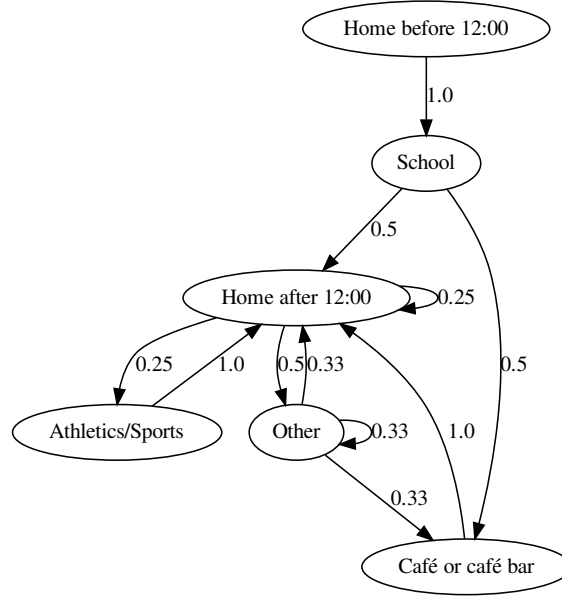 Home before 12:00
1.0
School
0.5
Home after 12:00
0.25
0.5
0.25
1.0
0.5
0.33
1.0
Athletics/Sports
Other
0.33
0.33
Café or café bar